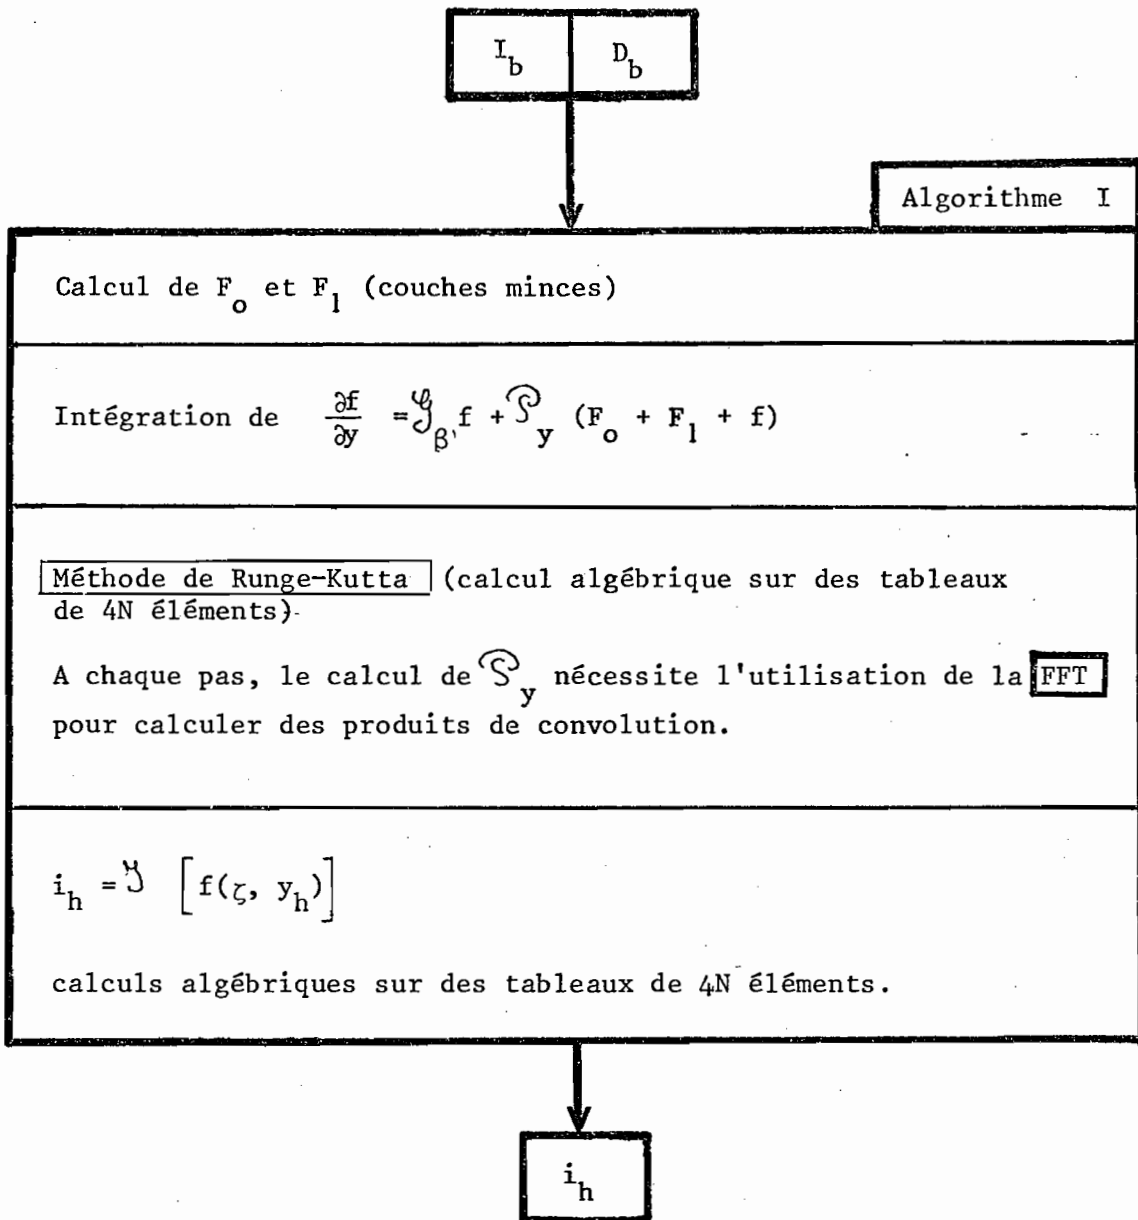 I_b D_b
Algorithme I
Calcul de F_o et F_1 (couches minces)
Intégration de ∂f/∂y = 𝒥_β' f + 𝒮_y (F_o + F_1 + f)
Méthode de Runge-Kutta (calcul algébrique sur des tableaux
de 4N éléments)
A chaque pas, le calcul de 𝒮_y nécessite l'utilisation de la FFT
pour calculer des produits de convolution.
i_h = [f(ζ, y_h)]
calculs algébriques sur des tableaux de 4N éléments.
i_h